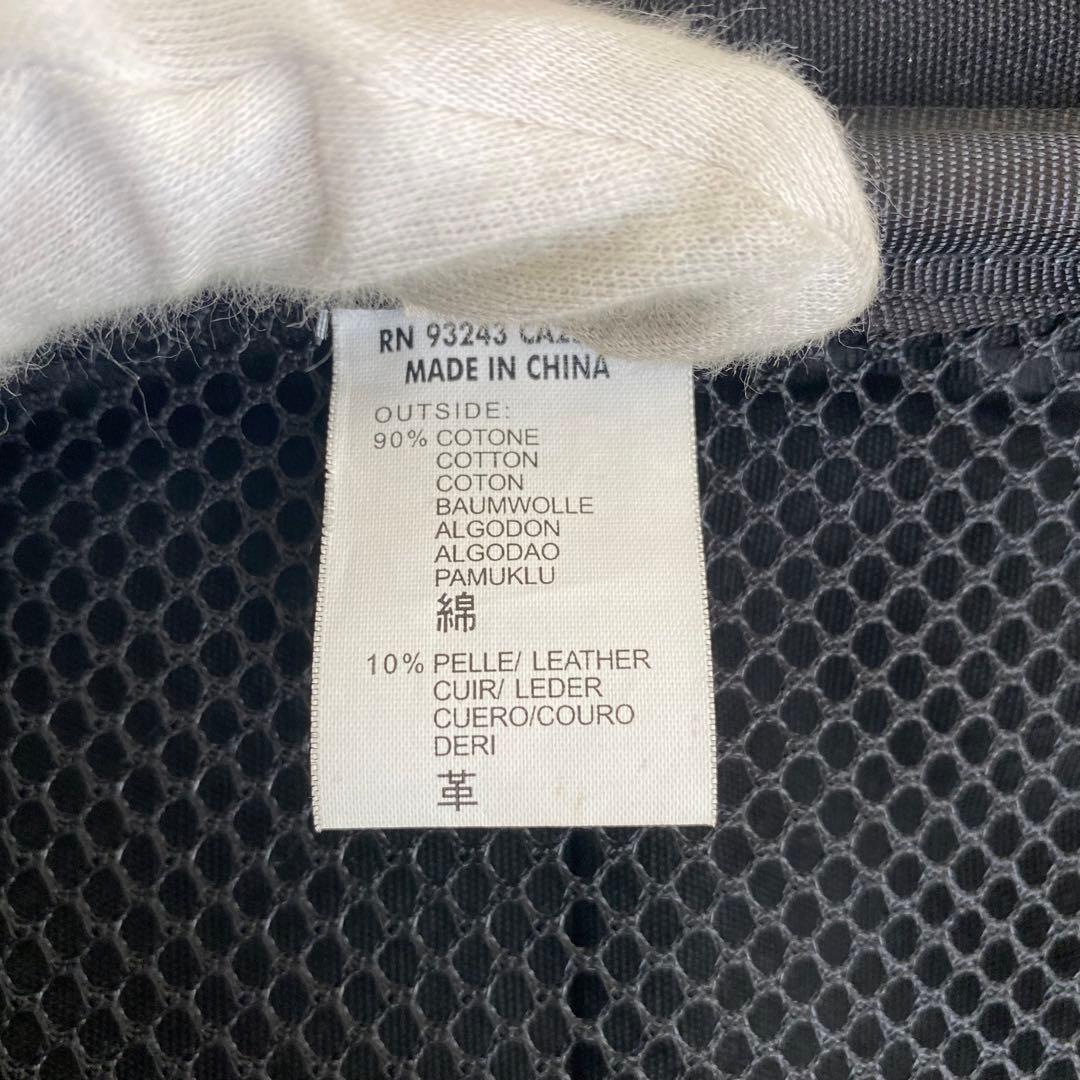 RN 93243
MADE IN CHINA
OUTSIDE:
90% COTONE
COTTON
COTON
BAUMWOLLE
ALGODON
ALGODAO
PAMUKLU
綿
10% PELLE/ LEATHER
CUIR/ LEDER
CUERO/COURO
DERI
革